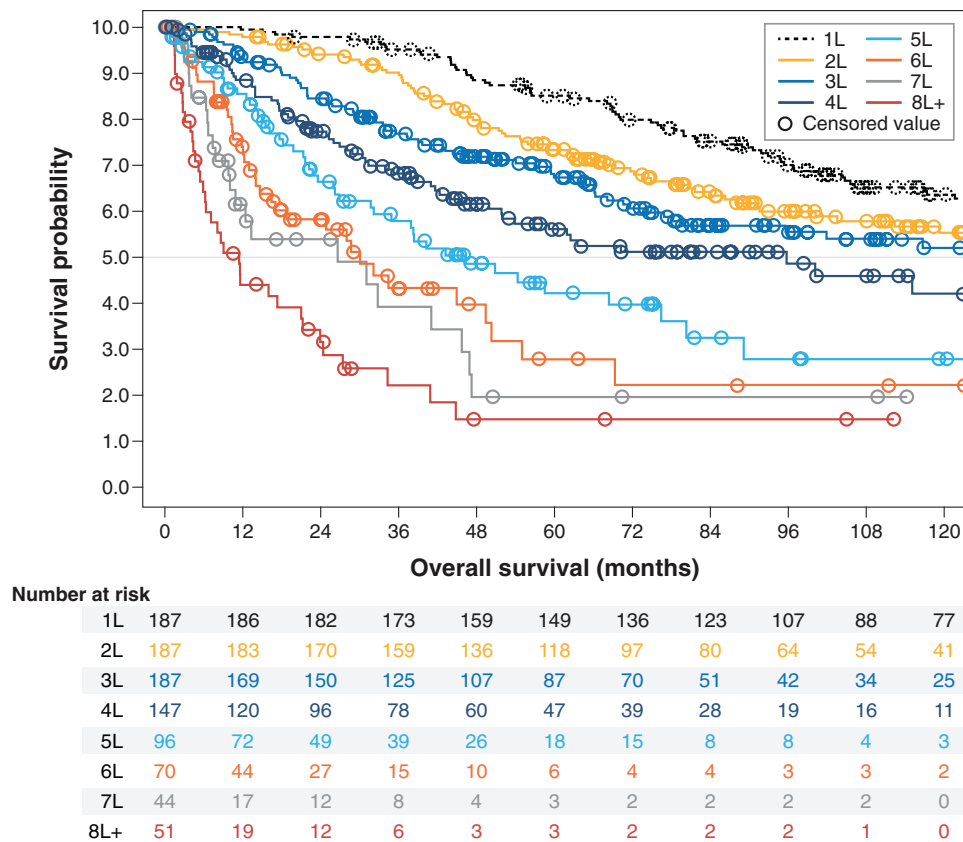 10.0
9.0
8.0
7.0
6.0
5.0
4.0
3.0
2.0
1.0
0.0
Survival probability
1L 5L
2L 6L
3L 7L
4L 8L+
Censored value
0 12 24 36 48 60 72 84 96 108 120
Overall survival (months)
Number at risk
1L 187 186 182 173 159 149 136 123 107 88 77
2L 187 183 170 159 136 118 97 80 64 54 41
3L 187 169 150 125 107 87 70 51 42 34 25
4L 147 120 96 78 60 47 39 28 19 16 11
5L 96 72 49 39 26 18 15 8 8 4 3
6L 70 44 27 15 10 6 4 4 3 3 2
7L 44 17 12 8 4 3 2 2 2 2 0
8L+ 51 19 12 6 3 3 2 2 2 1 0